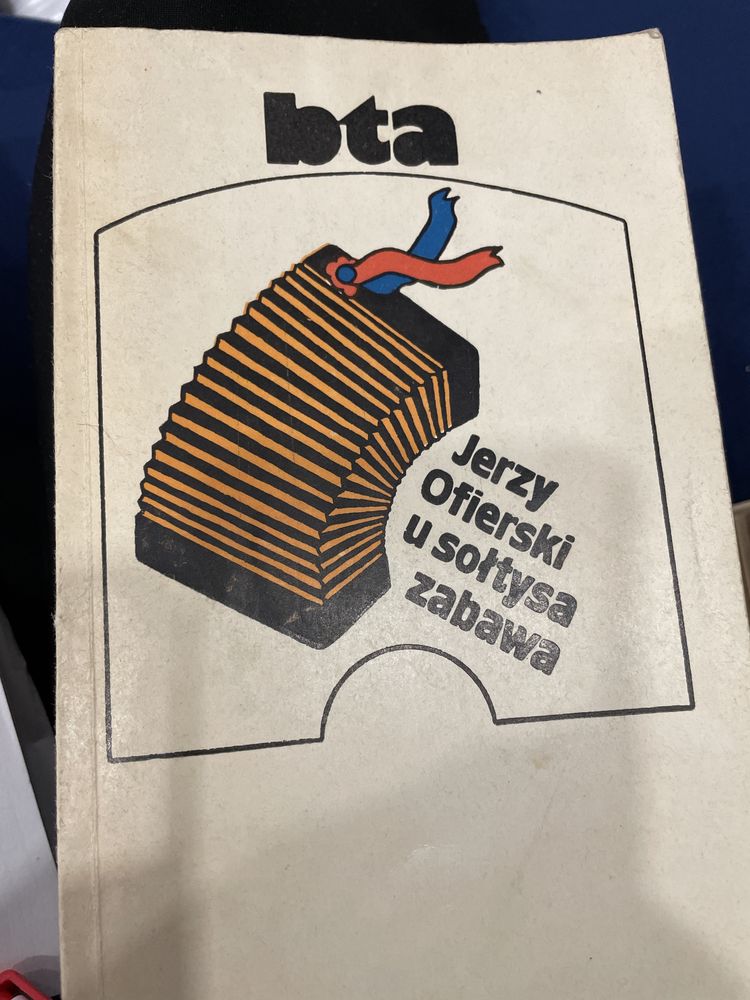 bta
Jerzy
Ofierski
u sołtysa
zabawa